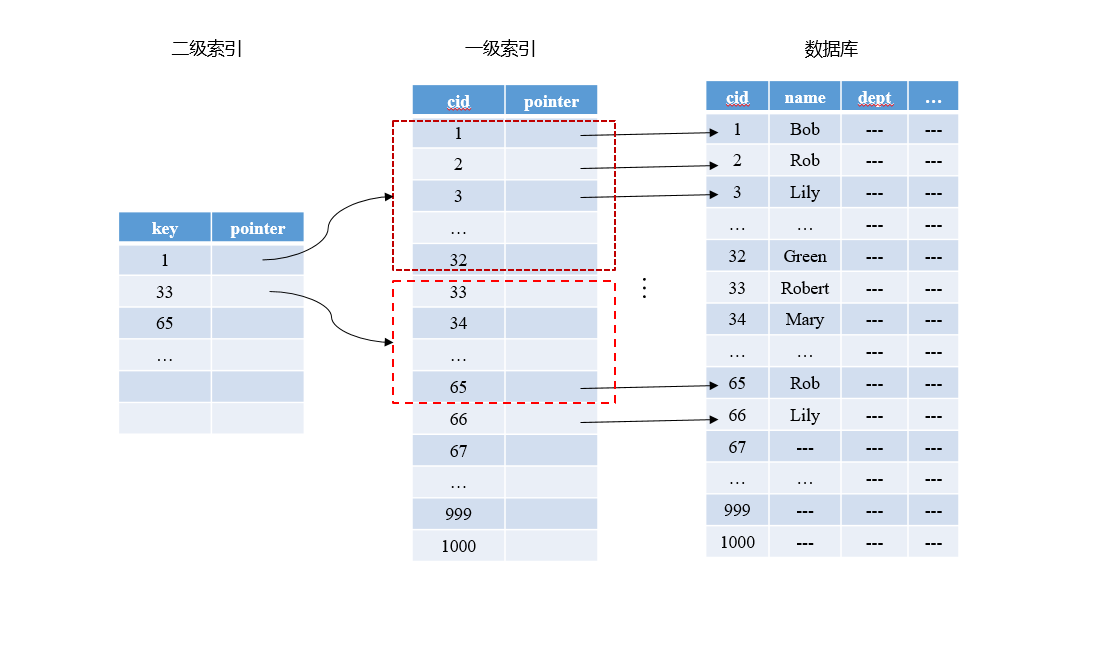 二级索引
一级索引
数据库
key pointer
1
33
65
…
cid pointer
1
2
3
…
32
33
34
…
65
66
67
…
999
1000
⋮
cid name dept …
1 Bob --- ---
2 Rob --- ---
3 Lily --- ---
… … --- ---
32 Green --- ---
33 Robert --- ---
34 Mary --- ---
… … --- ---
65 Rob --- ---
66 Lily --- ---
67 --- --- ---
… … --- ---
999 --- --- ---
1000 --- --- ---